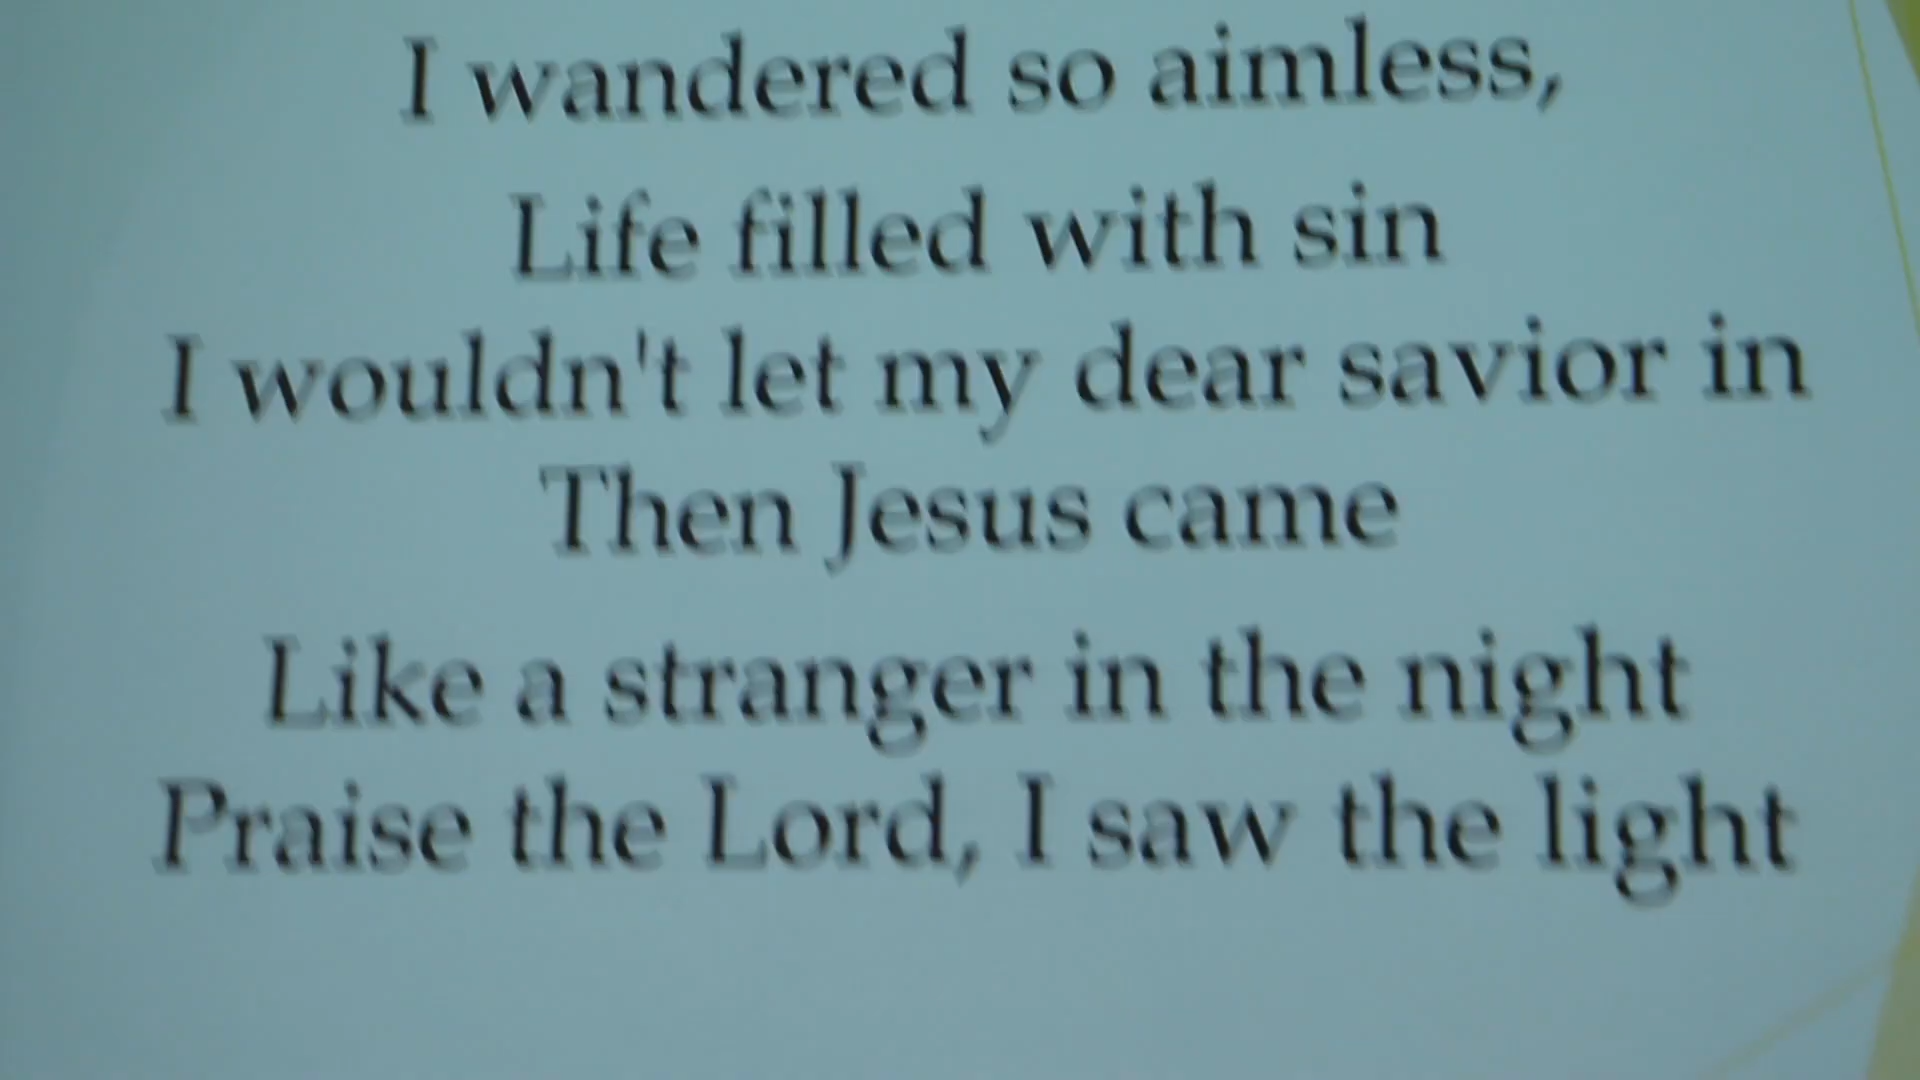 I wandered so aimless,
Life filled with sin
I wouldn't let my dear savior in
Then Jesus came
Like a stranger in the night
Praise the Lord, I saw the light